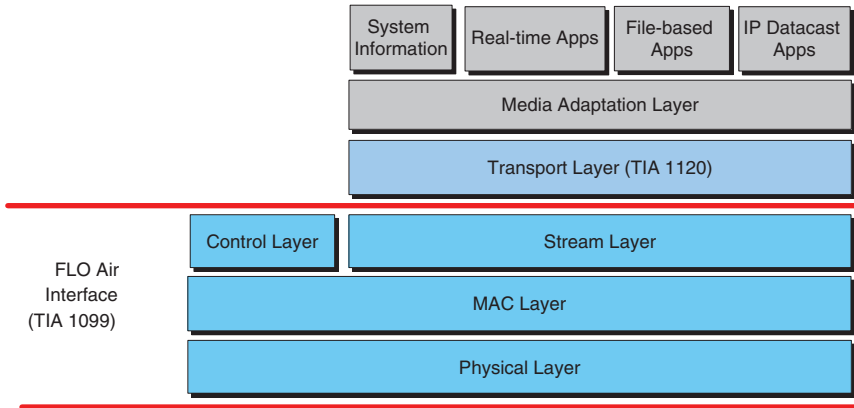 System
Information
Real-time Apps
File-based
Apps
IP Datacast
Apps
Media Adaptation Layer
Transport Layer (TIA 1120)
Control Layer
Stream Layer
FLO Air
Interface
(TIA 1099)
MAC Layer
Physical Layer